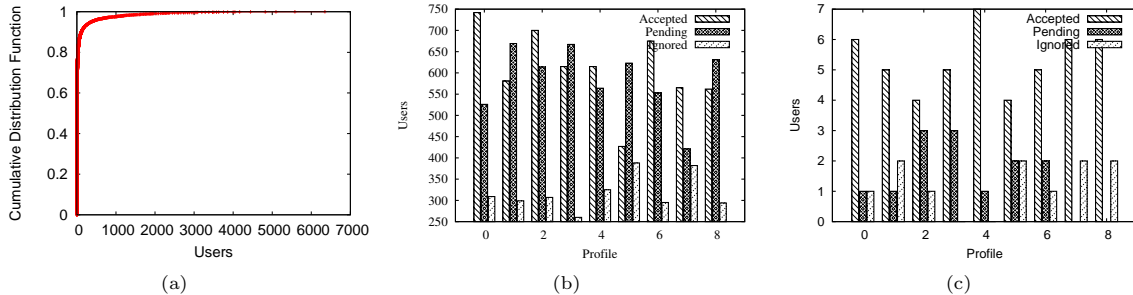 Cumulative Distribution Function
1
0.8
0.6
0.4
0.2
0
0 1000 2000 3000 4000 5000 6000 7000
Users
(a)
Users
750
700
650
600
550
500
450
400
350
300
250
Accepted
Pending
Ignored
0 2 4 6 8
Profile
(b)
Users
7
6
5
4
3
2
1
0
Accepted
Pending
Ignored
0 2 4 6 8
Profile
(c)